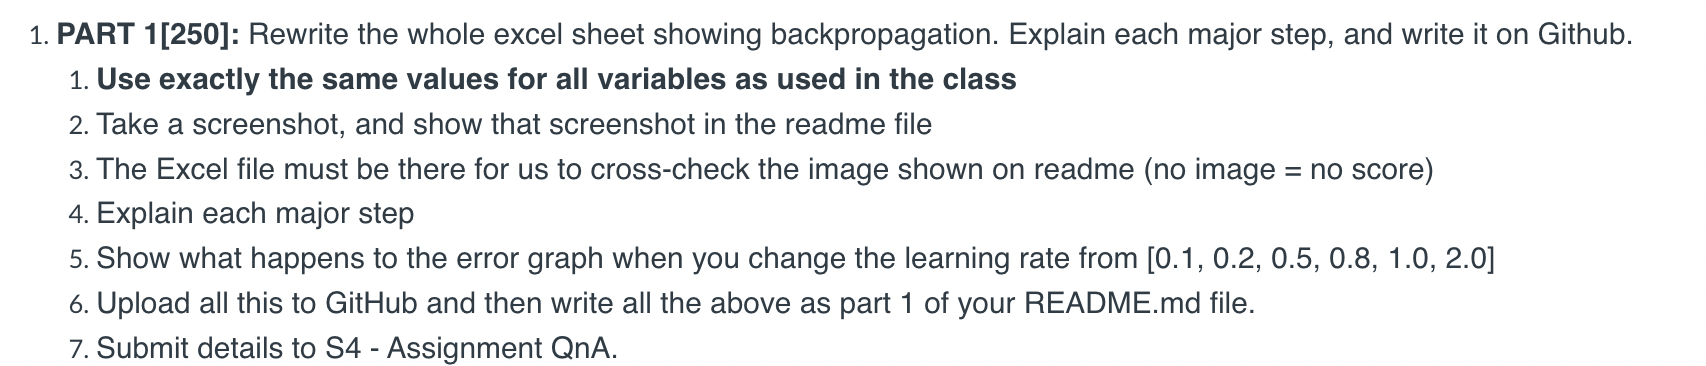 1. PART 1[250]: Rewrite the whole excel sheet showing backpropagation. Explain each major step, and write it on Github.
1. Use exactly the same values for all variables as used in the class
2. Take a screenshot, and show that screenshot in the readme file
3. The Excel file must be there for us to cross-check the image shown on readme (no image = no score)
4. Explain each major step
5. Show what happens to the error graph when you change the learning rate from [0.1, 0.2, 0.5, 0.8, 1.0, 2.0]
6. Upload all this to GitHub and then write all the above as part 1 of your README.md file.
7. Submit details to S4 - Assignment QnA.